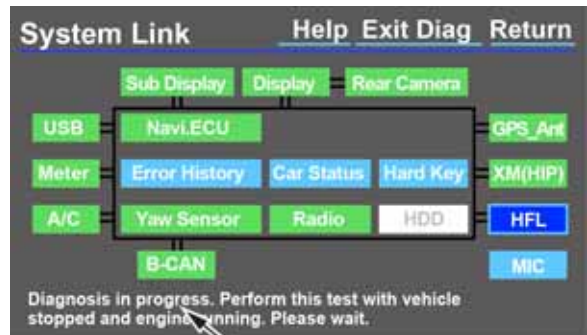 System Link Help Exit Diag Return
Sub Display Display Rear Camera
USB Navi.ECU GPS_Ant
Meter Error History Car Status Hard Key XM(HIP)
A/C Yaw Sensor Radio HDD HFL
B-CAN MIC
Diagnosis in progress. Perform this test with vehicle
stopped and engine running. Please wait.